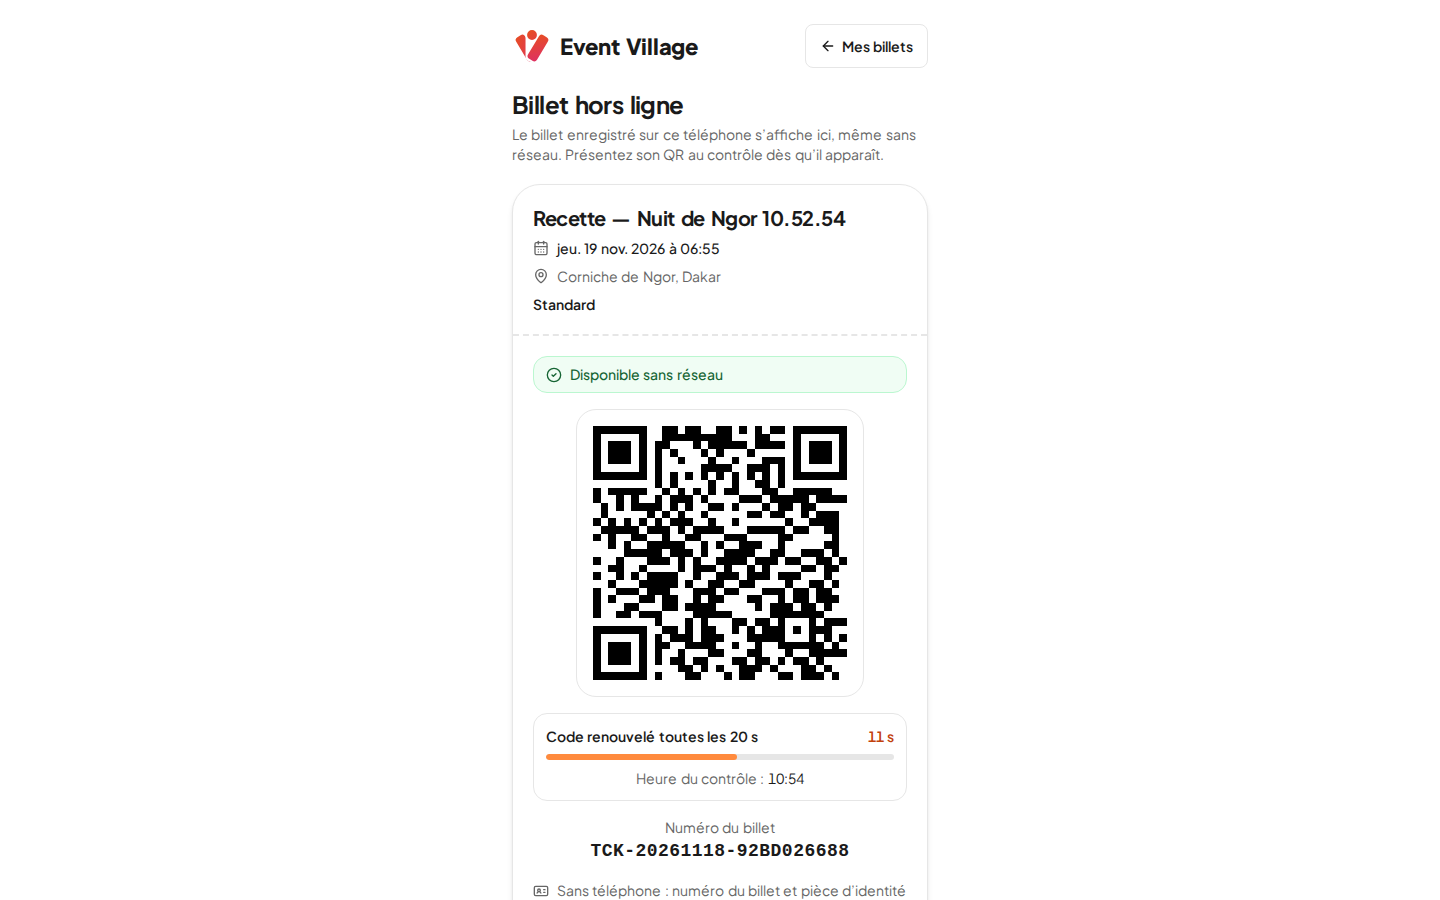 Event Village
Mes billets
Billet hors ligne
Le billet enregistré sur ce téléphone s’affiche ici, même sans
réseau. Présentez son QR au contrôle dès qu’il apparaît.
Recette — Nuit de Ngor 10.52.54
jeu. 19 nov. 2026 à 06:55
Corniche de Ngor, Dakar
Standard
Disponible sans réseau
Code renouvelé toutes les 20 s
11 s
Heure du contrôle : 10:54
Numéro du billet
TCK-20261118-92BD026688
Sans téléphone : numéro du billet et pièce d’identité